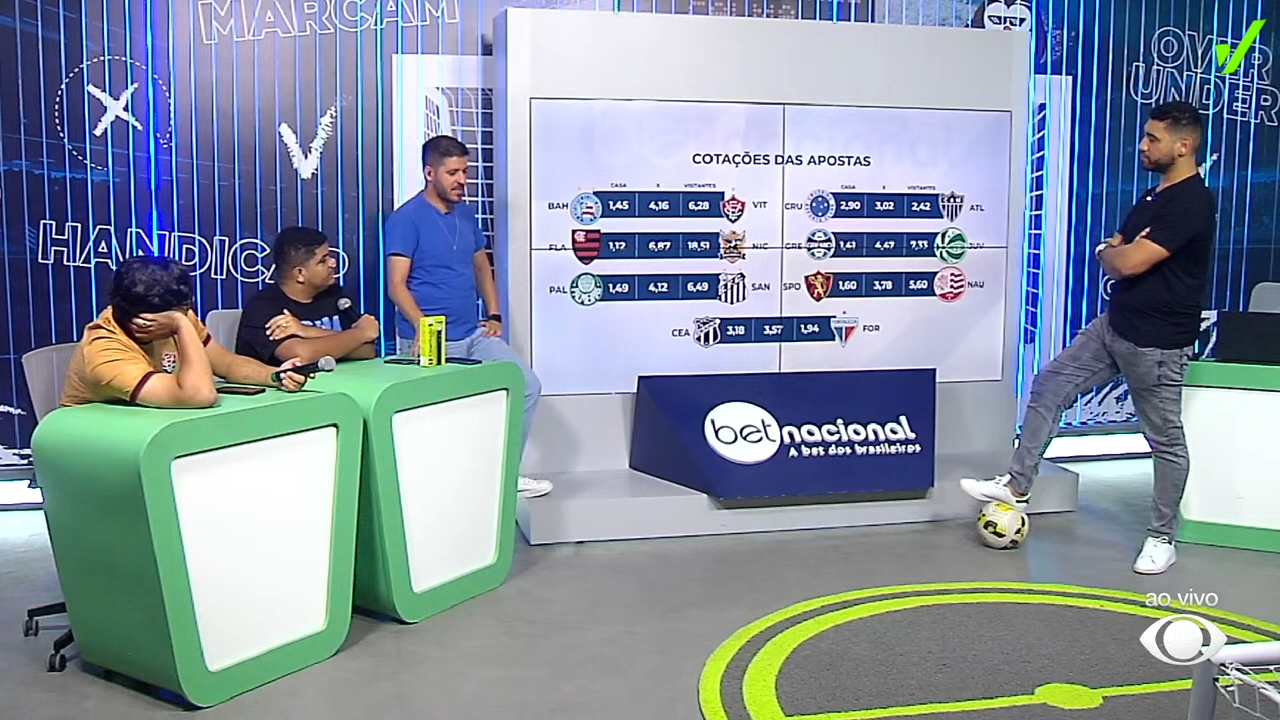 MARCAM
OVER
UNDER
HANDICAP
COTAÇÕES DAS APOSTAS
CASA X VISITANTES
BAH 1,45 4,16 6,28 VIT
FLA 1,12 6,87 18,51 NIG
PAL 1,49 4,12 6,49 SAN
CASA X VISITANTES
CRU 2,90 3,02 2,42 ATL
GRE 1,41 4,47 7,33 JUV
SPO 1,60 3,78 5,60 NAU
CEA 3,18 3,57 1,94 FOR
betnacional
A bet dos brasileiros
ao vivo